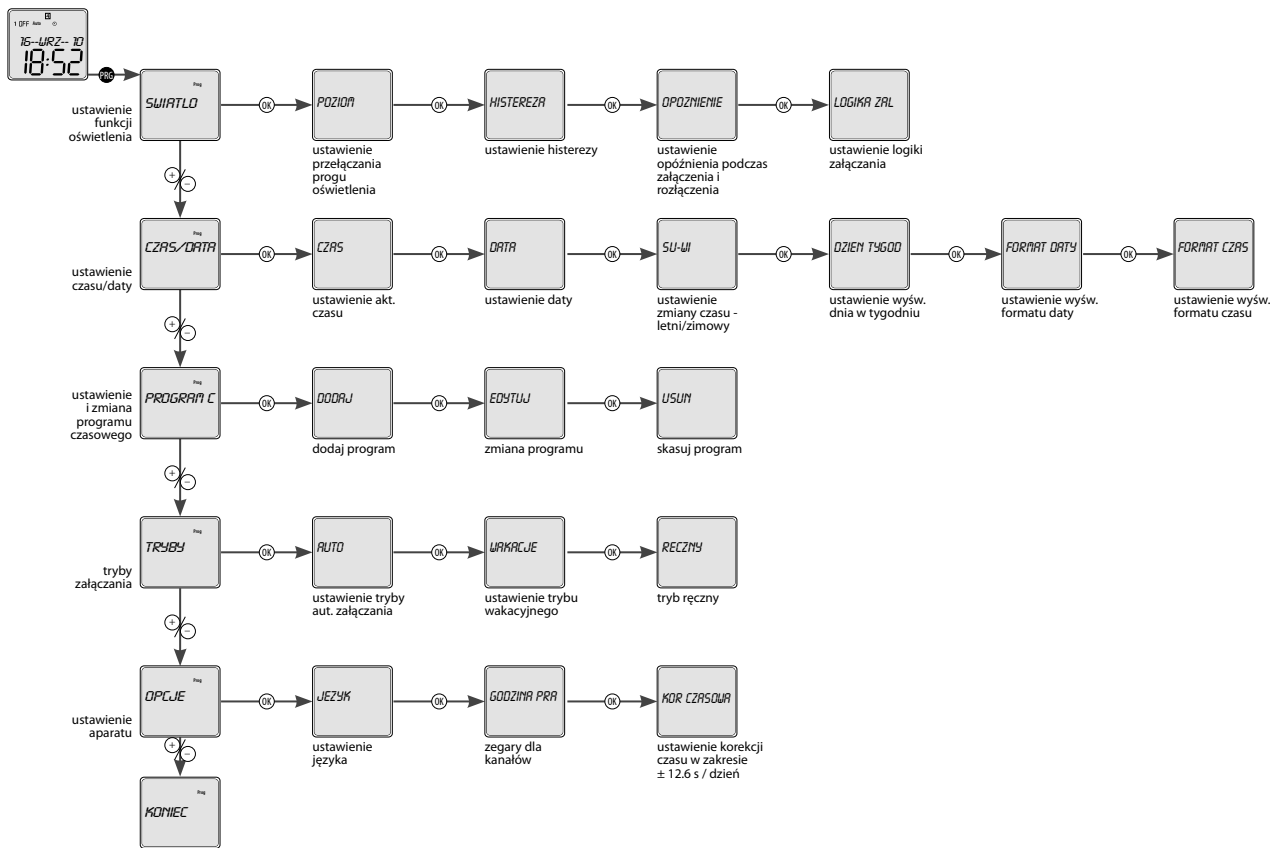 1 OFF Auto
16--WRZ-- 10
18:52
PRG
Prog
SWIATLO
ustawienie
funkcji
oświetlenia
OK
POZIOM
ustawienie
przełączania
progu
oświetlenia
OK
HISTEREZA
ustawienie histerezy
OK
OPOZNIENIE
ustawienie
opóźnienia podczas
załączenia i
rozłączenia
OK
LOGIKA ZAL
ustawienie logiki
załączania
+ / −
Prog
CZAS/DATA
ustawienie
czasu/daty
OK
CZAS
ustawienie akt.
czasu
OK
DATA
ustawienie daty
OK
SU-WI
ustawienie
zmiany czasu -
letni/zimowy
OK
DZIEN TYGOD
ustawienie wyśw.
dnia w tygodniu
OK
FORMAT DATY
ustawienie wyśw.
formatu daty
OK
FORMAT CZAS
ustawienie wyśw.
formatu czasu
+ / −
Prog
PROGRAM C
ustawienie
i zmiana
programu
czasowego
OK
DODAJ
dodaj program
OK
EDYTUJ
zmiana programu
OK
USUN
skasuj program
+ / −
Prog
TRYBY
tryby
załączania
OK
AUTO
ustawienie tryby
aut. załączania
OK
WAKACJE
ustawienie trybu
wakacyjnego
OK
RECZNY
tryb ręczny
+ / −
Prog
OPCJE
ustawienie
aparatu
OK
JEZYK
ustawienie
języka
OK
GODZINA PRA
zegary dla
kanałów
OK
KOR CZASOWA
ustawienie korekcji
czasu w zakresie
± 12.6 s / dzień
+ / −
Prog
KONIEC